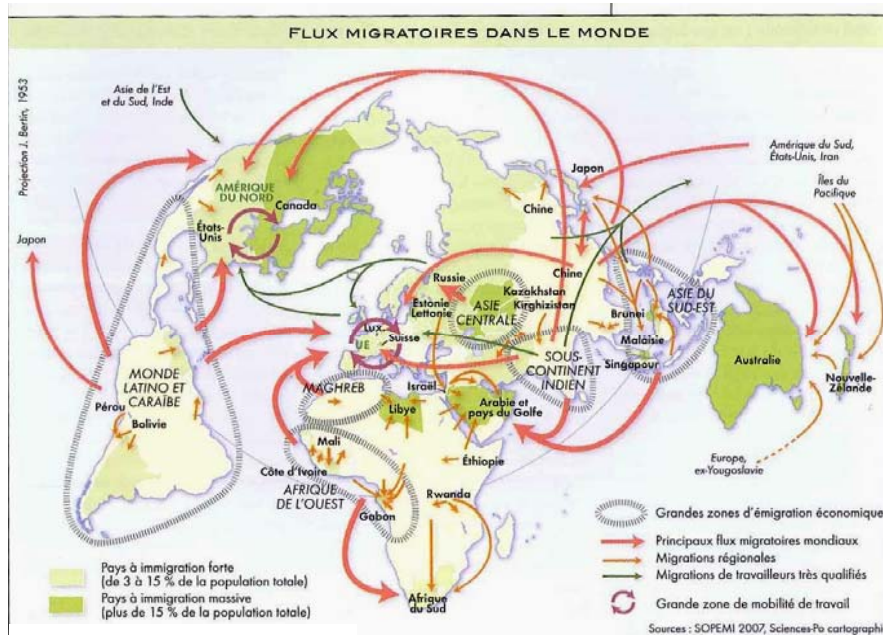 FLUX MIGRATOIRES DANS LE MONDE
Projection J. Bertin, 1953
Asie de l'Est
et du Sud, Inde
Japon
Amérique du Sud,
États-Unis, Iran
Îles du
Pacifique
AMÉRIQUE
DU NORD
Canada
États-
Unis
Chine
Japon
Russie
Chine
Kazakhstan
Kirghizistan
Estonie
Lettonie
ASIE
CENTRALE
ASIE DU
SUD-EST
Brunei
Lux.
UE
Suisse
Malaisie
SOUS-
CONTINENT
INDIEN
Singapour
Australie
MONDE
LATINO ET
CARAÏBE
MAGHREB
Israël
Libye
Arabie et
pays du Golfe
Nouvelle-
Zélande
Pérou
Bolivie
Mali
Éthiopie
Europe,
ex-Yougoslavie
Côte d'Ivoire
AFRIQUE
DE L'OUEST
Rwanda
Gabon
Afrique
du Sud
Grandes zones d'émigration économique
Principaux flux migratoires mondiaux
Migrations régionales
Migrations de travailleurs très qualifiés
Grande zone de mobilité de travail
Pays à immigration forte
(de 3 à 15 % de la population totale)
Pays à immigration massive
(plus de 15 % de la population totale)
Sources : SOPEMI 2007, Sciences-Po cartographi